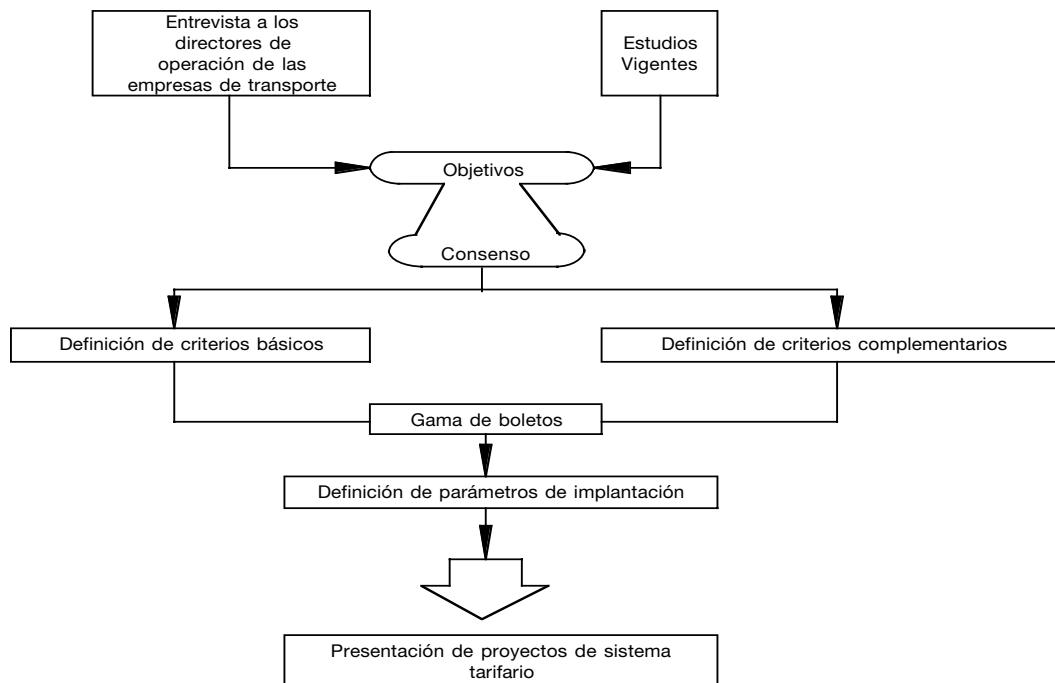 Entrevista a los
directores de
operación de las
empresas de transporte
Estudios
Vigentes
Objetivos
Consenso
Definición de criterios básicos
Definición de criterios complementarios
Gama de boletos
Definición de parámetros de implantación
Presentación de proyectos de sistema
tarifario